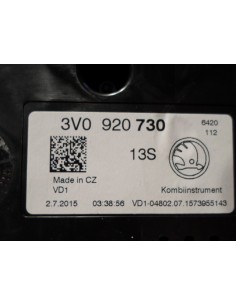 3V0 920 730
6420
112
13S
Made in CZ
VD1
Kombiinstrument
2.7.2015 03:38:56 VD1-04802.07.1573955143